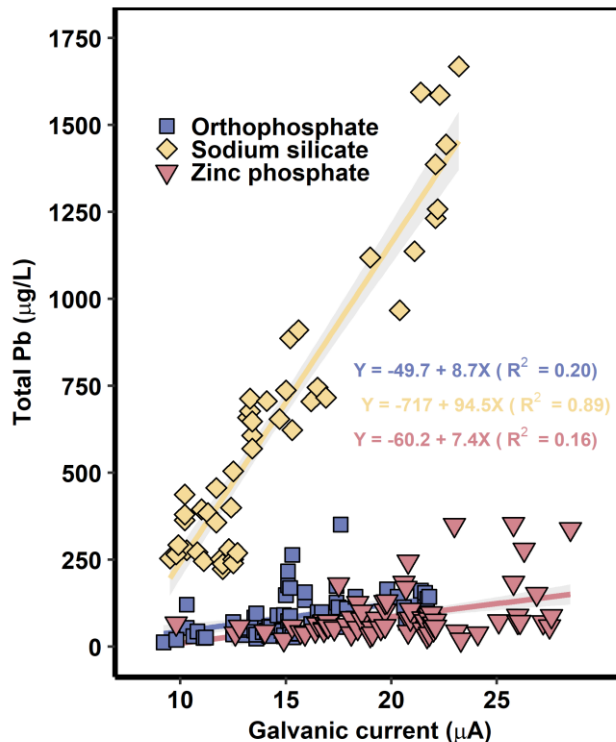 1750
1500
1250
1000
750
500
250
0
Total Pb (μg/L)
Orthophosphate
Sodium silicate
Zinc phosphate
Y = -49.7 + 8.7X ( R² = 0.20)
Y = -717 + 94.5X ( R² = 0.89)
Y = -60.2 + 7.4X ( R² = 0.16)
10 15 20 25
Galvanic current (μA)